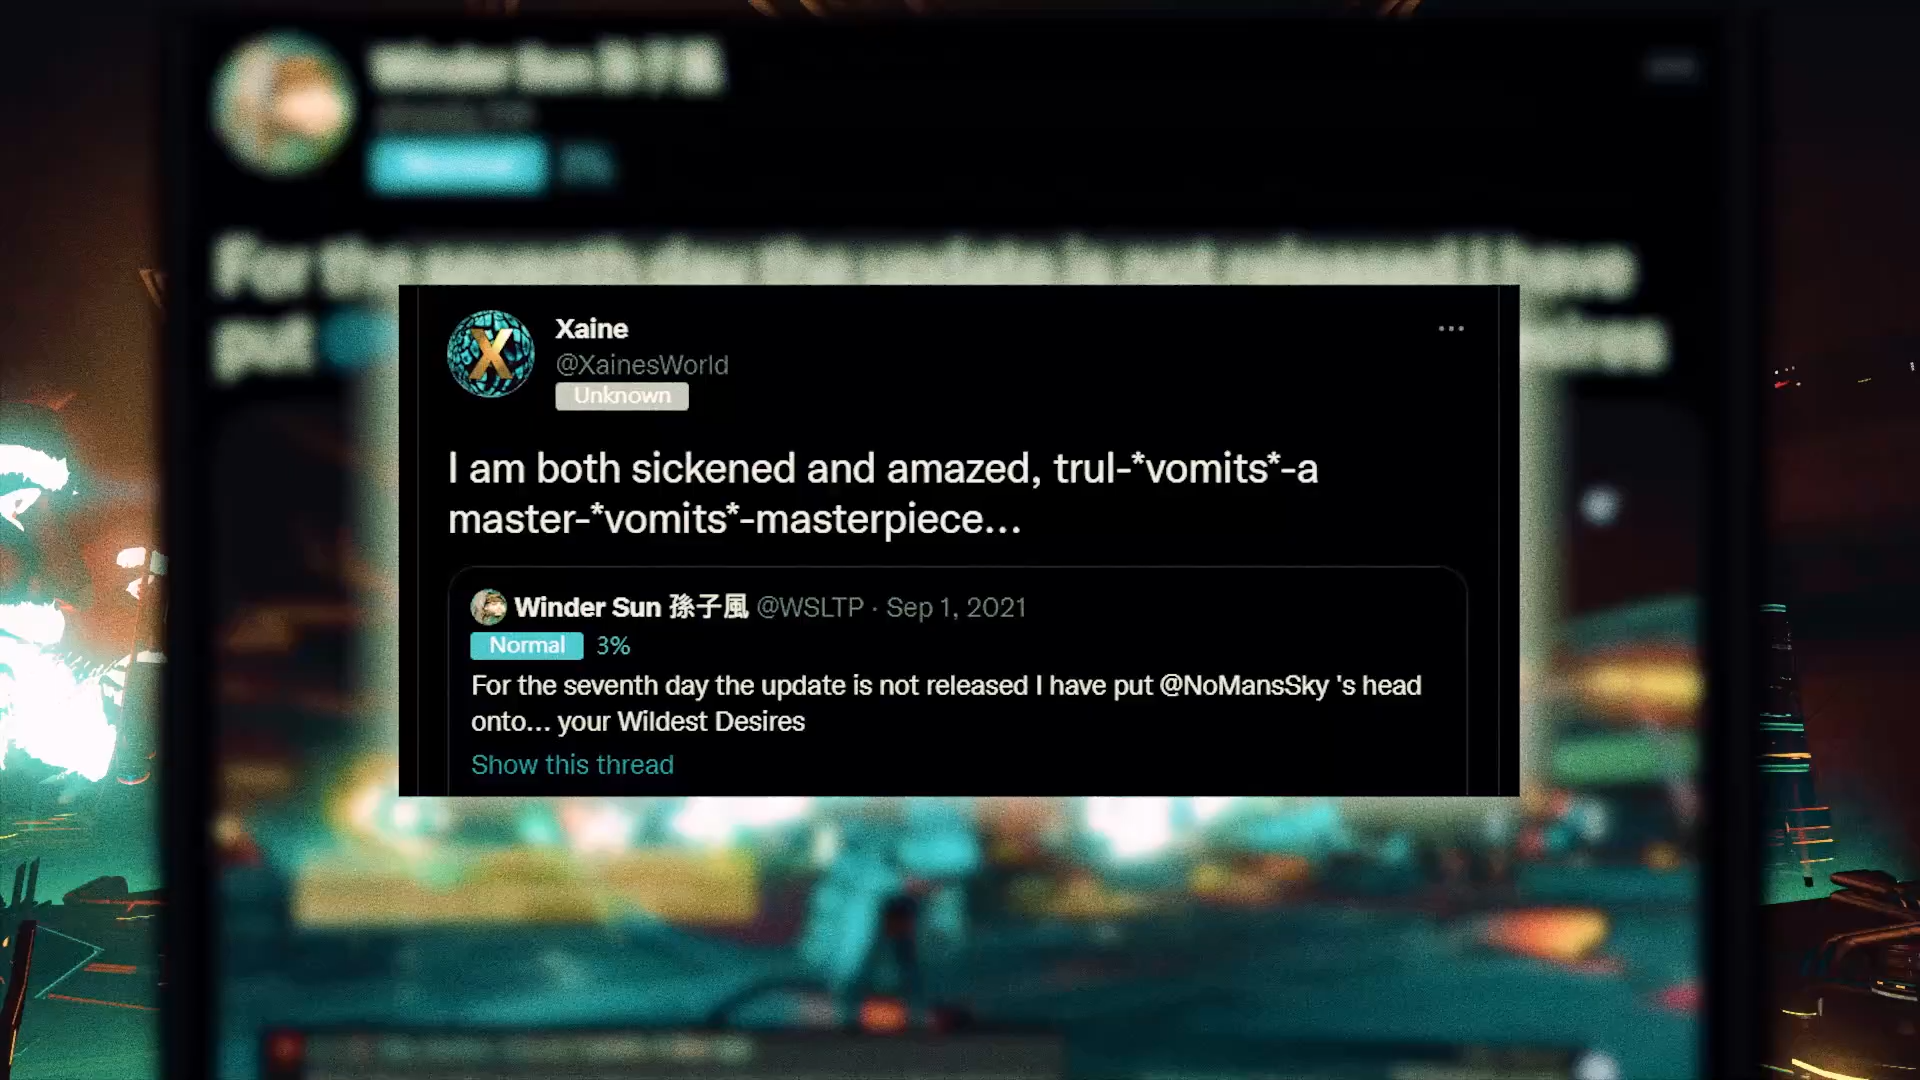 Xaine
@XainesWorld
Unknown
I am both sickened and amazed, trul-*vomits*-a
master-*vomits*-masterpiece...
Winder Sun 孫子風 @WSLTP · Sep 1, 2021
Normal 3%
For the seventh day the update is not released I have put @NoMansSky 's head
onto... your Wildest Desires
Show this thread